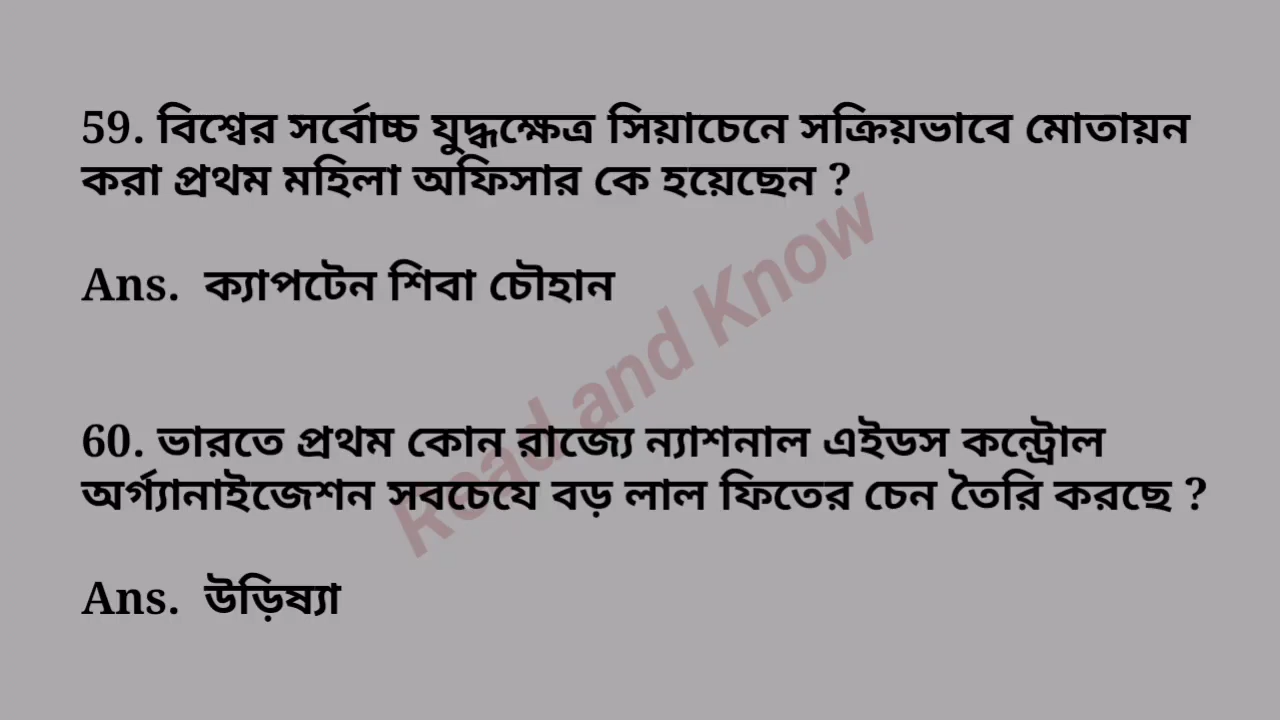 59. বিশ্বের সর্বোচ্চ যুদ্ধক্ষেত্র সিয়াচেনে সক্রিয়ভাবে মোতায়ন
করা প্রথম মহিলা অফিসার কে হয়েছেন ?
Ans. ক্যাপটেন শিবা চৌহান
60. ভারতে প্রথম কোন রাজ্যে ন্যাশনাল এইডস কন্ট্রোল
অর্গ্যানাইজেশন সবচেযে বড় লাল ফিতের চেন তৈরি করছে ?
Ans. উড়িষ্যা
Read and Know